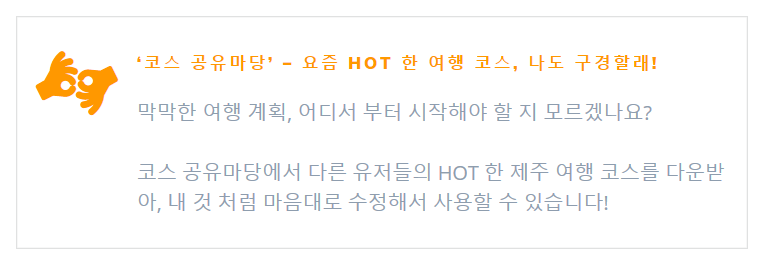 ‘코스 공유마당’ – 요즘 HOT 한 여행 코스, 나도 구경할래!
막막한 여행 계획, 어디서 부터 시작해야 할 지 모르겠나요?
코스 공유마당에서 다른 유저들의 HOT 한 제주 여행 코스를 다운받
아, 내 것 처럼 마음대로 수정해서 사용할 수 있습니다!